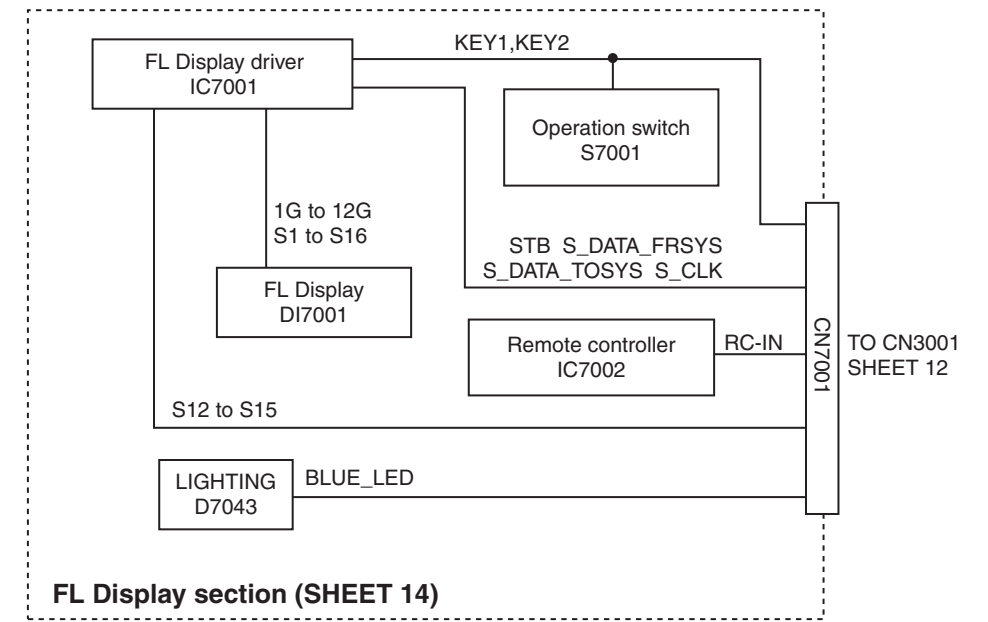 KEY1,KEY2
FL Display driver
IC7001
Operation switch
S7001
1G to 12G
S1 to S16
STB S_DATA_FRSYS
S_DATA_TOSYS S_CLK
FL Display
DI7001
Remote controller
IC7002
RC-IN
CN7001
TO CN3001
SHEET 12
S12 to S15
LIGHTING
D7043
BLUE_LED
FL Display section (SHEET 14)